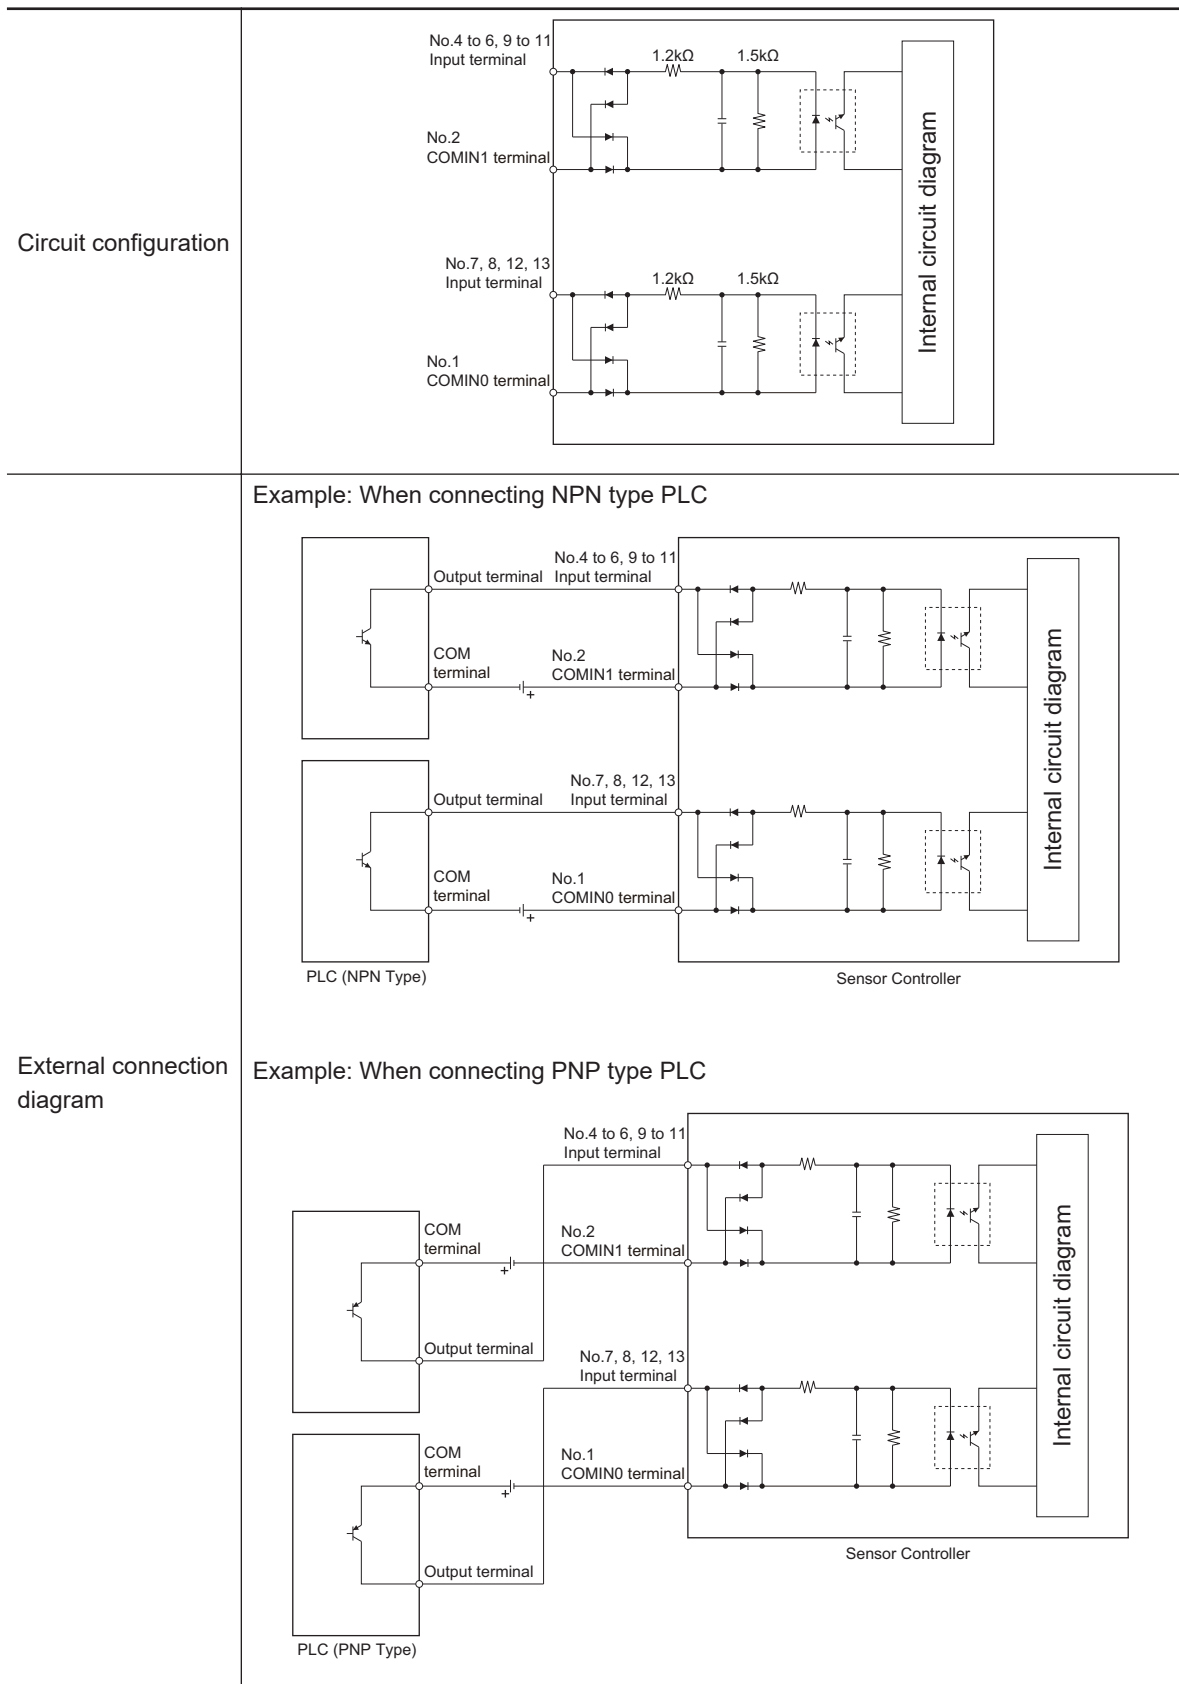 Circuit configuration
No.4 to 6, 9 to 11
Input terminal
1.2kΩ
1.5kΩ
No.2
COMIN1 terminal
No.7, 8, 12, 13
Input terminal
1.2kΩ
1.5kΩ
No.1
COMIN0 terminal
Internal circuit diagram
External connection
diagram
Example: When connecting NPN type PLC
Output terminal
No.4 to 6, 9 to 11
Input terminal
COM
terminal
+
No.2
COMIN1 terminal
Output terminal
No.7, 8, 12, 13
Input terminal
COM
terminal
+
No.1
COMIN0 terminal
Internal circuit diagram
PLC (NPN Type)
Sensor Controller
Example: When connecting PNP type PLC
No.4 to 6, 9 to 11
Input terminal
COM
terminal
+
No.2
COMIN1 terminal
Output terminal
No.7, 8, 12, 13
Input terminal
COM
terminal
+
No.1
COMIN0 terminal
Output terminal
Internal circuit diagram
Sensor Controller
PLC (PNP Type)